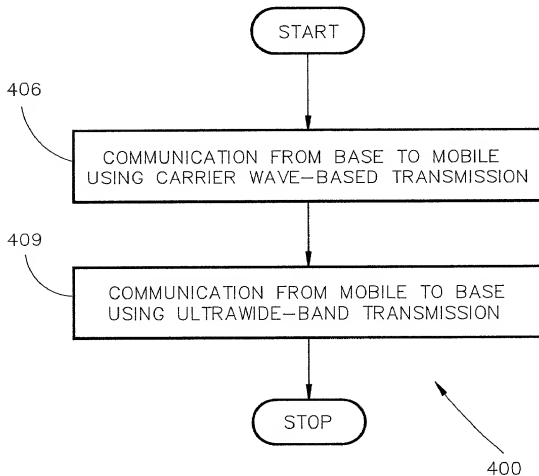 START
406
COMMUNICATION FROM BASE TO MOBILE
USING CARRIER WAVE–BASED TRANSMISSION
409
COMMUNICATION FROM MOBILE TO BASE
USING ULTRAWIDE–BAND TRANSMISSION
STOP
400